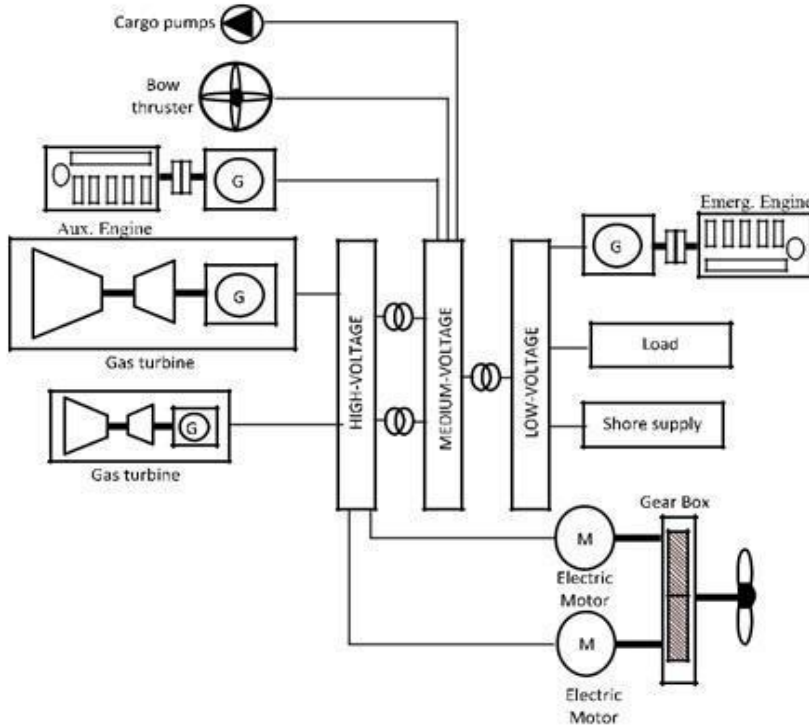 Cargo pumps
Bow
thruster
G
Aux. Engine
Emerg. Engine
G
G
Gas turbine
HIGH-VOLTAGE
MEDIUM-VOLTAGE
LOW-VOLTAGE
Load
G
Gas turbine
Shore supply
Gear Box
M
Electric
Motor
M
Electric
Motor